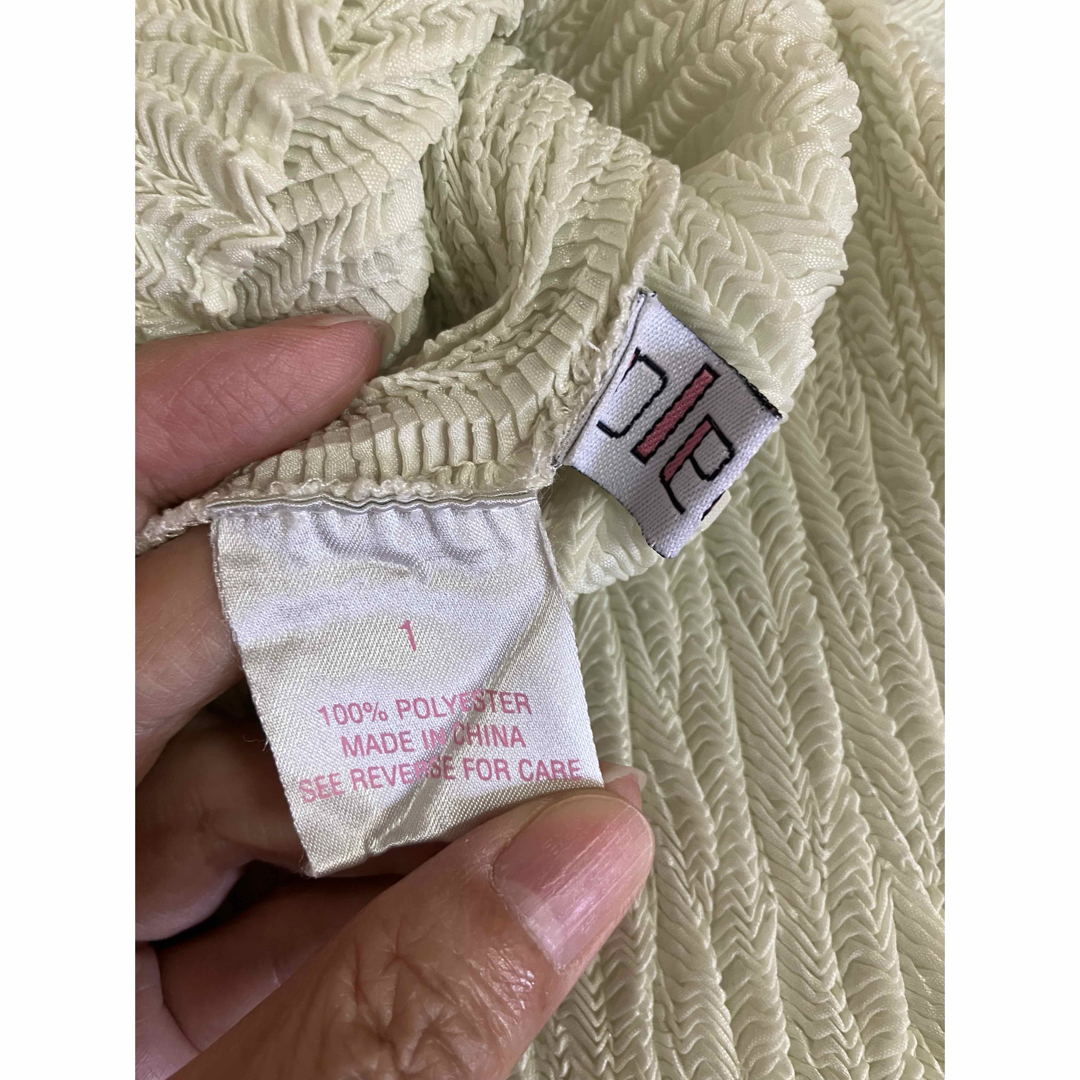 1
100% POLYESTER
MADE IN CHINA
SEE REVERSE FOR CARE